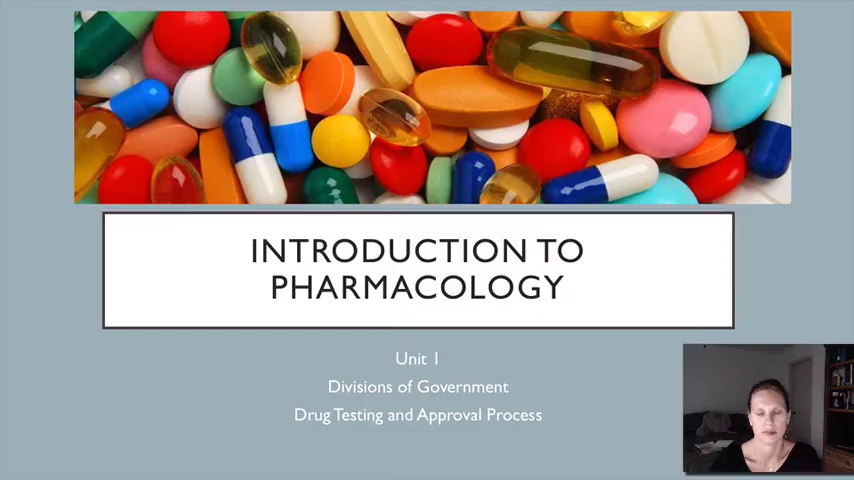 INTRODUCTION TO
PHARMACOLOGY
Unit 1
Divisions of Government
Drug Testing and Approval Process